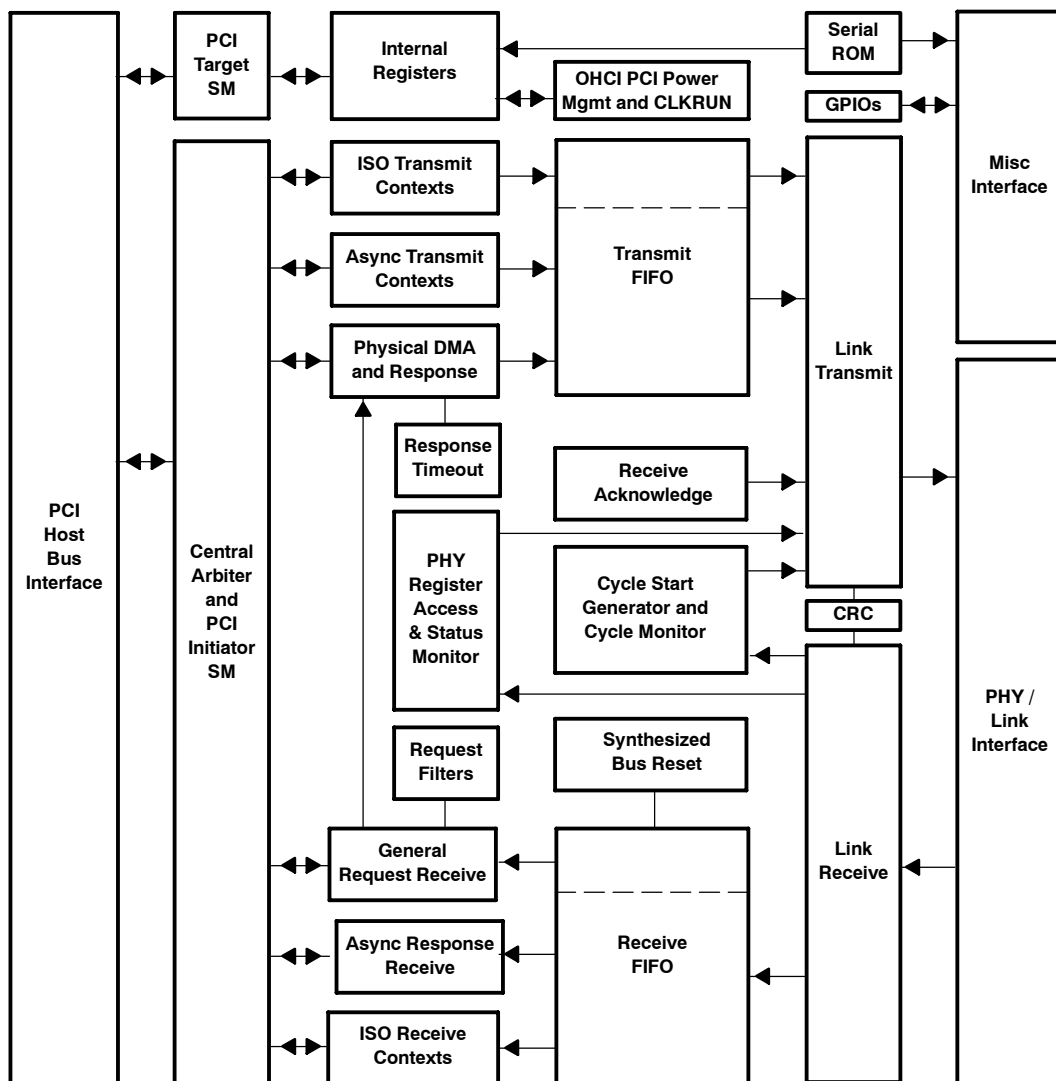 PCI
Target
SM
Internal
Registers
Serial
ROM
OHCI PCI Power
Mgmt and CLKRUN
GPIOs
Misc
Interface
ISO Transmit
Contexts
Async Transmit
Contexts
Transmit
FIFO
Physical DMA
and Response
Link
Transmit
Response
Timeout
Receive
Acknowledge
PCI
Host
Bus
Interface
Central
Arbiter
and
PCI
Initiator
SM
PHY
Register
Access
& Status
Monitor
Cycle Start
Generator and
Cycle Monitor
CRC
PHY /
Link
Interface
Request
Filters
Synthesized
Bus Reset
General
Request Receive
Link
Receive
Async Response
Receive
Receive
FIFO
ISO Receive
Contexts